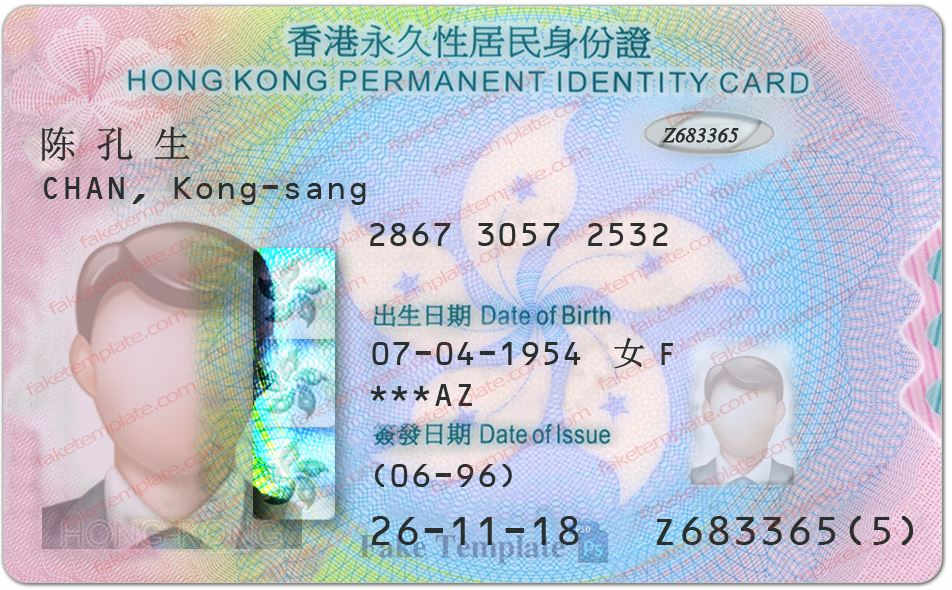 香港永久性居民身份證
HONG KONG PERMANENT IDENTITY CARD
Z683365
陈 孔 生
CHAN, Kong-sang
2867 3057 2532
出生日期 Date of Birth
07-04-1954 女 F
***AZ
簽發日期 Date of Issue
(06-96)
26-11-18 Z683365(5)
HONG KONG
Fake Template Ps
faketemplate.com